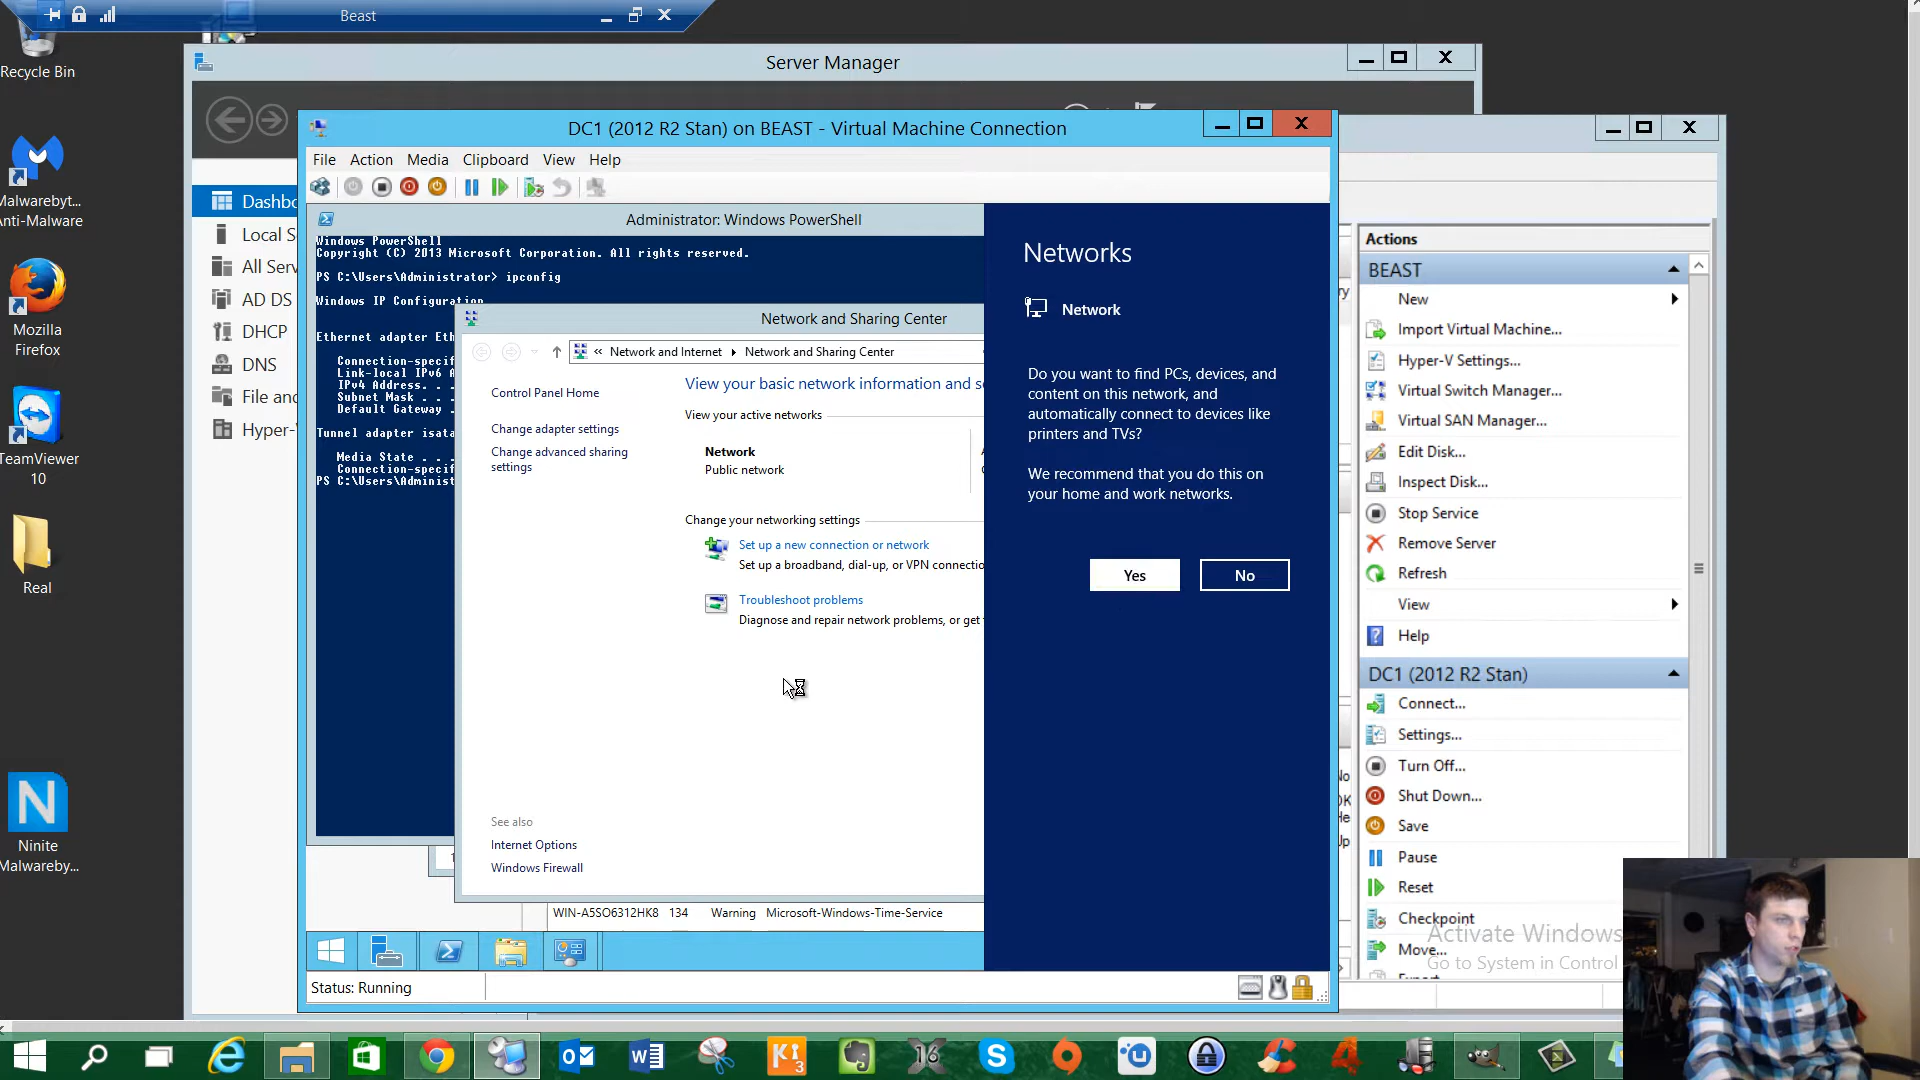 Beast
Recycle Bin
Malwarebyt...
Anti-Malware
Mozilla
Firefox
TeamViewer
10
Real
Ninite
Malwareby...
Server Manager
Local S
All Serv
AD DS
DHCP
DNS
File and
Hyper-
DC1 (2012 R2 Stan) on BEAST - Virtual Machine Connection
File Action Media Clipboard View Help
Administrator: Windows PowerShell
Windows PowerShell
Copyright (C) 2013 Microsoft Corporation. All rights reserved.
PS C:\Users\Administrator> ipconfig
Windows IP Configuration
Ethernet adapter Eth
Connection-specif
Link-local IPv6 A
IPv4 Address. . .
Subnet Mask . . .
Default Gateway .
Tunnel adapter isata
Media State . . .
Connection-specif
PS C:\Users\Administ
Network and Sharing Center
« Network and Internet Network and Sharing Center
Control Panel Home
Change adapter settings
Change advanced sharing
settings
View your basic network information and s
View your active networks
Network
Public network
Change your networking settings
Set up a new connection or network
Set up a broadband, dial-up, or VPN connectio
Troubleshoot problems
Diagnose and repair network problems, or get
See also
Internet Options
Windows Firewall
WIN-A5SO6312HK8 134 Warning Microsoft-Windows-Time-Service
Status: Running
Networks
Network
Do you want to find PCs, devices, and
content on this network, and
automatically connect to devices like
printers and TVs?
We recommend that you do this on
your home and work networks.
Yes No
Actions
BEAST
New
Import Virtual Machine...
Hyper-V Settings...
Virtual Switch Manager...
Virtual SAN Manager...
Edit Disk...
Inspect Disk...
Stop Service
Remove Server
Refresh
View
Help
DC1 (2012 R2 Stan)
Connect...
Settings...
Turn Off...
Shut Down...
Save
Pause
Reset
Checkpoint
Move...
Activate Windows
Go to System in Control